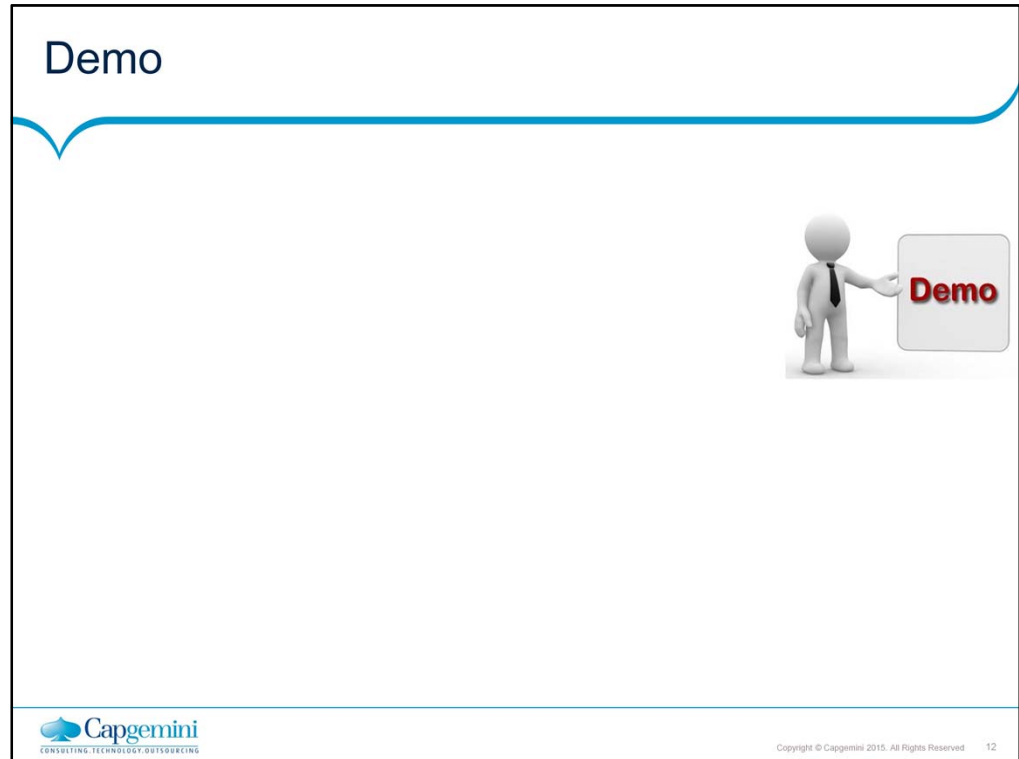 Demo
Demo
Capgemini
CONSULTING.TECHNOLOGY.OUTSOURCING
Copyright © Capgemini 2015. All Rights Reserved 12